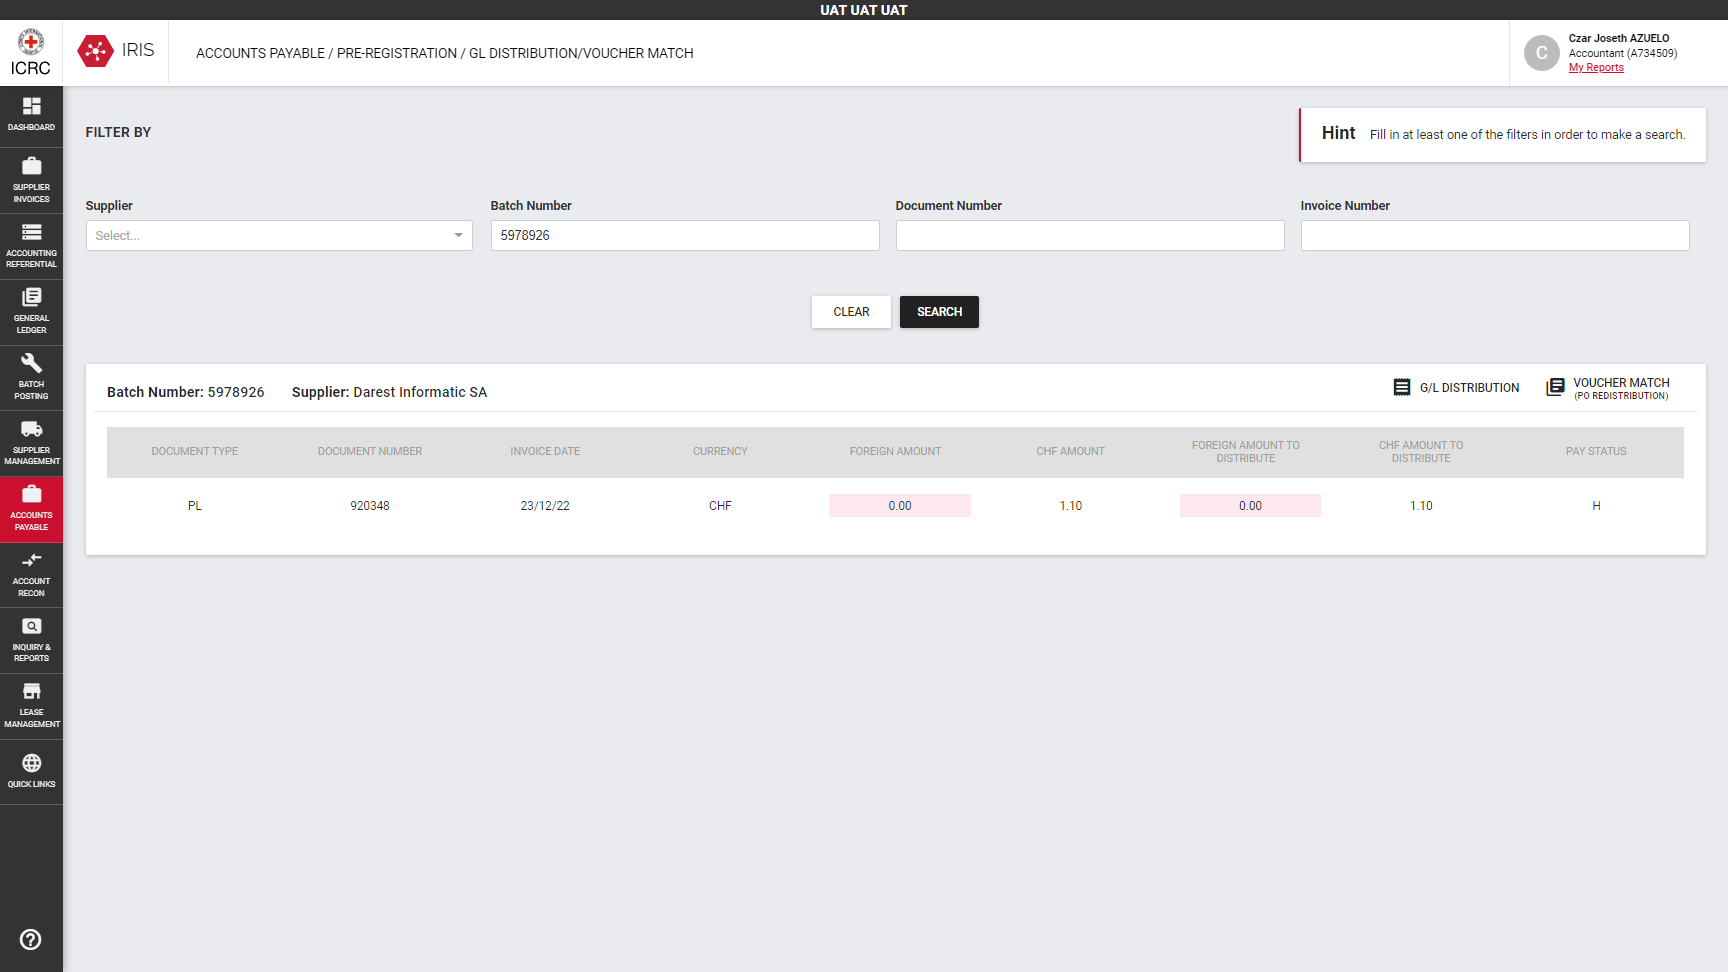 UAT UAT UAT
ICRC
IRIS
ACCOUNTS PAYABLE / PRE-REGISTRATION / GL DISTRIBUTION/VOUCHER MATCH
C
Czar Joseth AZUELO
Accountant (A734509)
My Reports
DASHBOARD
SUPPLIER
INVOICES
ACCOUNTING
REFERENTIAL
GENERAL
LEDGER
BATCH
POSTING
SUPPLIER
MANAGEMENT
ACCOUNTS
PAYABLE
ACCOUNT
RECON
INQUIRY &
REPORTS
LEASE
MANAGEMENT
QUICK LINKS
FILTER BY
Hint Fill in at least one of the filters in order to make a search.
Supplier Batch Number Document Number Invoice Number
Select... 5978926
CLEAR SEARCH
Batch Number: 5978926 Supplier: Darest Informatic SA
G/L DISTRIBUTION
VOUCHER MATCH
(PO REDISTRIBUTION)
DOCUMENT TYPE DOCUMENT NUMBER INVOICE DATE CURRENCY FOREIGN AMOUNT CHF AMOUNT FOREIGN AMOUNT TO DISTRIBUTE CHF AMOUNT TO DISTRIBUTE PAY STATUS
PL 920348 23/12/22 CHF 0.00 1.10 0.00 1.10 H